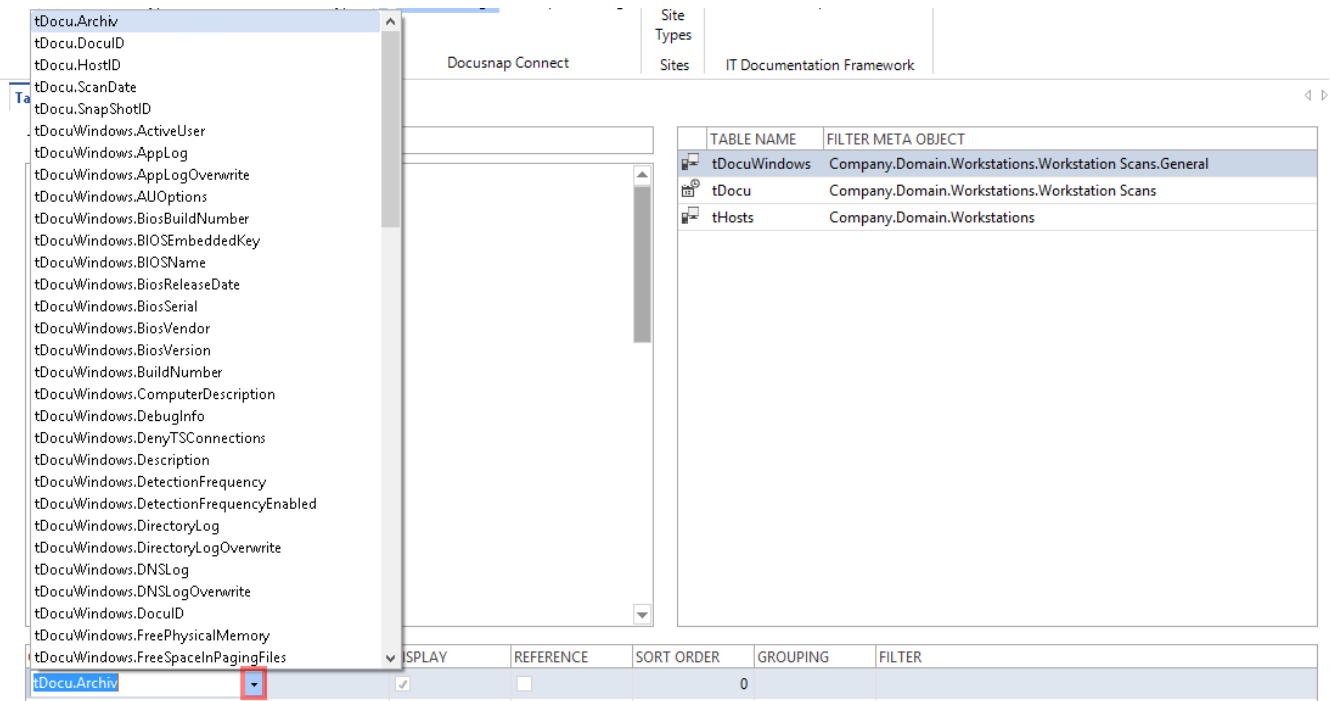 Site
Types
Docusnap Connect
Sites
IT Documentation Framework
Ta
tDocu.Archiv
tDocu.DocuID
tDocu.HostID
tDocu.ScanDate
tDocu.SnapShotID
tDocuWindows.ActiveUser
tDocuWindows.AppLog
tDocuWindows.AppLogOverwrite
tDocuWindows.AUOptions
tDocuWindows.BiosBuildNumber
tDocuWindows.BIOSEmbeddedKey
tDocuWindows.BIOSName
tDocuWindows.BiosReleaseDate
tDocuWindows.BiosSerial
tDocuWindows.BiosVendor
tDocuWindows.BiosVersion
tDocuWindows.BuildNumber
tDocuWindows.ComputerDescription
tDocuWindows.DebugInfo
tDocuWindows.DenyTSConnections
tDocuWindows.Description
tDocuWindows.DetectionFrequency
tDocuWindows.DetectionFrequencyEnabled
tDocuWindows.DirectoryLog
tDocuWindows.DirectoryLogOverwrite
tDocuWindows.DNSLog
tDocuWindows.DNSLogOverwrite
tDocuWindows.DocuID
tDocuWindows.FreePhysicalMemory
tDocuWindows.FreeSpaceInPagingFiles
TABLE NAME FILTER META OBJECT
tDocuWindows Company.Domain.Workstations.Workstation Scans.General
tDocu Company.Domain.Workstations.Workstation Scans
tHosts Company.Domain.Workstations
ISPLAY REFERENCE SORT ORDER GROUPING FILTER
tDocu.Archiv 0